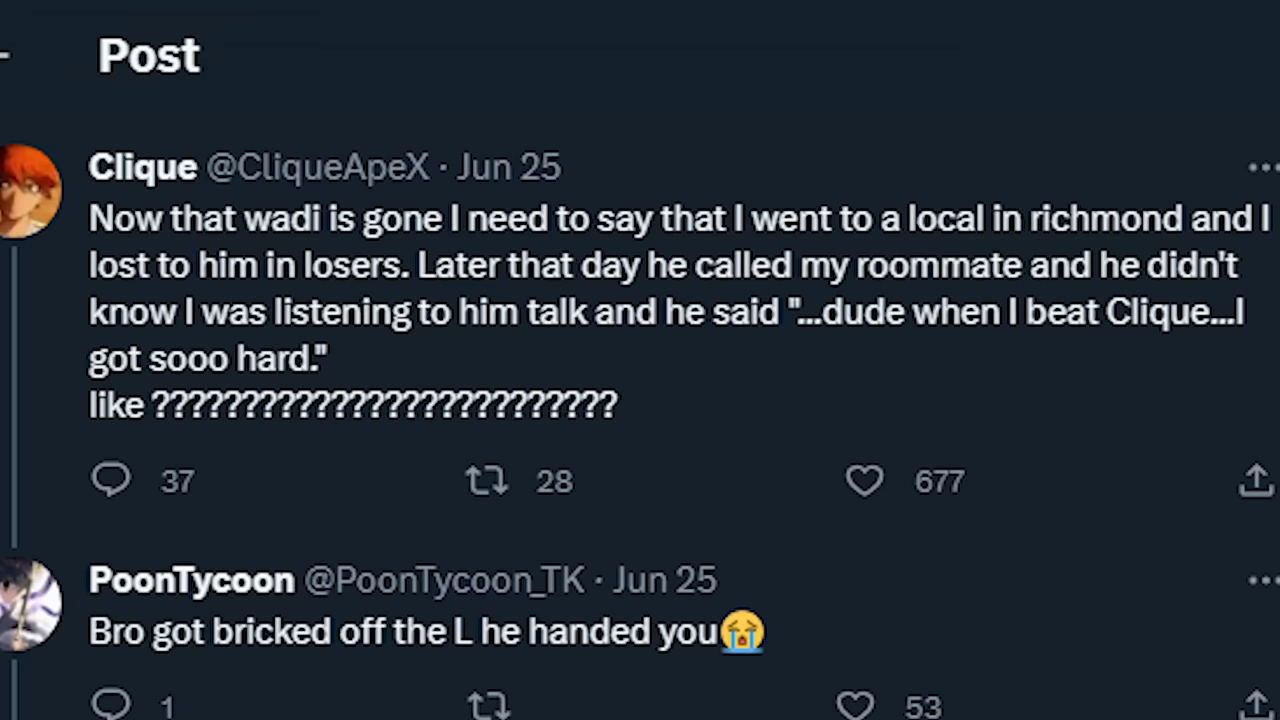 Post
Clique @CliqueApeX · Jun 25
Now that wadi is gone I need to say that I went to a local in richmond and I
lost to him in losers. Later that day he called my roommate and he didn't
know I was listening to him talk and he said "...dude when I beat Clique...I
got sooo hard."
like ??????????????????????????
37 28 677
PoonTycoon @PoonTycoon_TK · Jun 25
Bro got bricked off the L he handed you😭
1 53